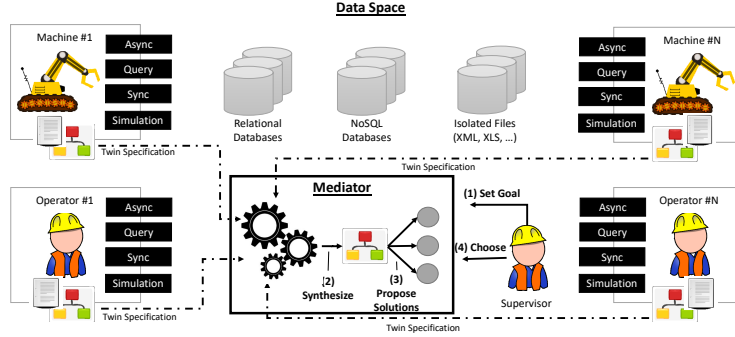 Data Space
Machine #1
Async
Query
Sync
Simulation
Twin Specification
Relational
Databases
NoSQL
Databases
Isolated Files
(XML, XLS, ...)
Machine #N
Async
Query
Sync
Simulation
Twin Specification
Operator #1
Async
Query
Sync
Simulation
Twin Specification
Mediator
(2)
Synthesize
(3)
Propose
Solutions
(1) Set Goal
(4) Choose
Supervisor
Operator #N
Async
Query
Sync
Simulation
Twin Specification